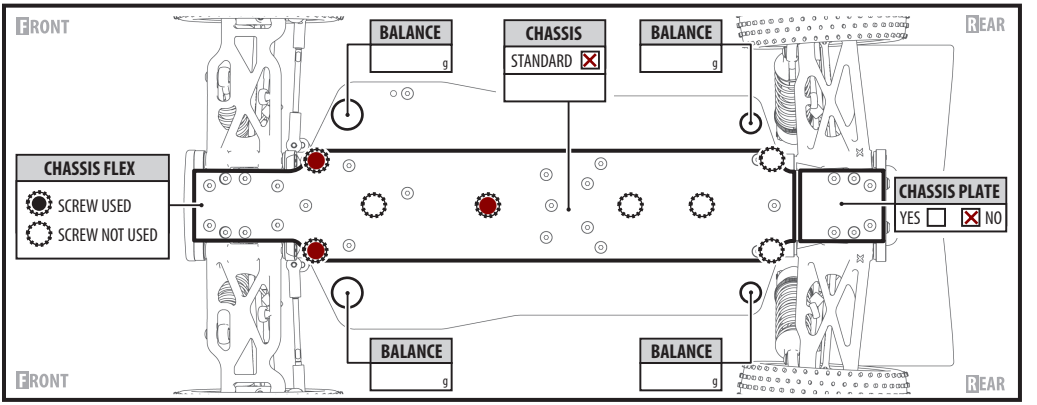 FRONT
BALANCE
g
CHASSIS
STANDARD
BALANCE
g
REAR
CHASSIS FLEX
SCREW USED
SCREW NOT USED
CHASSIS PLATE
YES NO
BALANCE
g
BALANCE
g
FRONT
REAR